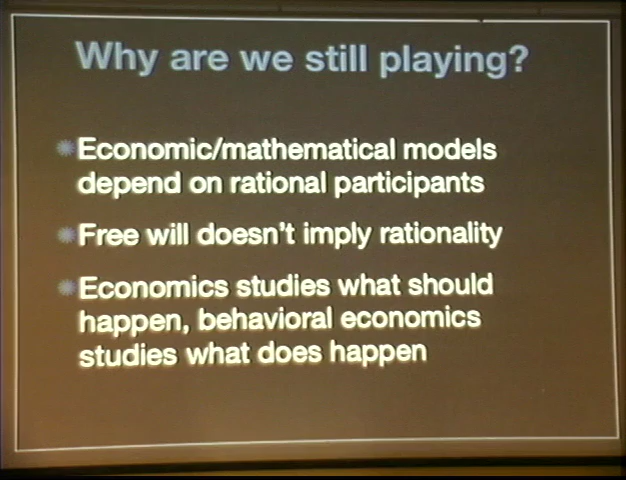 Why are we still playing?
Economic/mathematical models
depend on rational participants
Free will doesn't imply rationality
Economics studies what should
happen, behavioral economics
studies what does happen